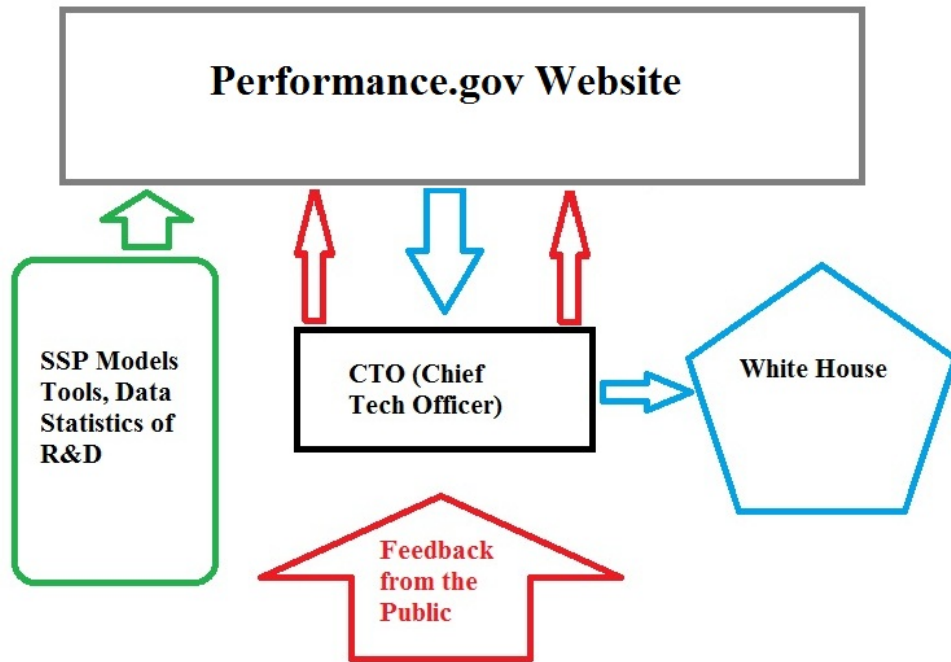 Performance.gov Website
SSP Models
Tools, Data
Statistics of
R&D
CTO (Chief
Tech Officer)
White House
Feedback
from the
Public